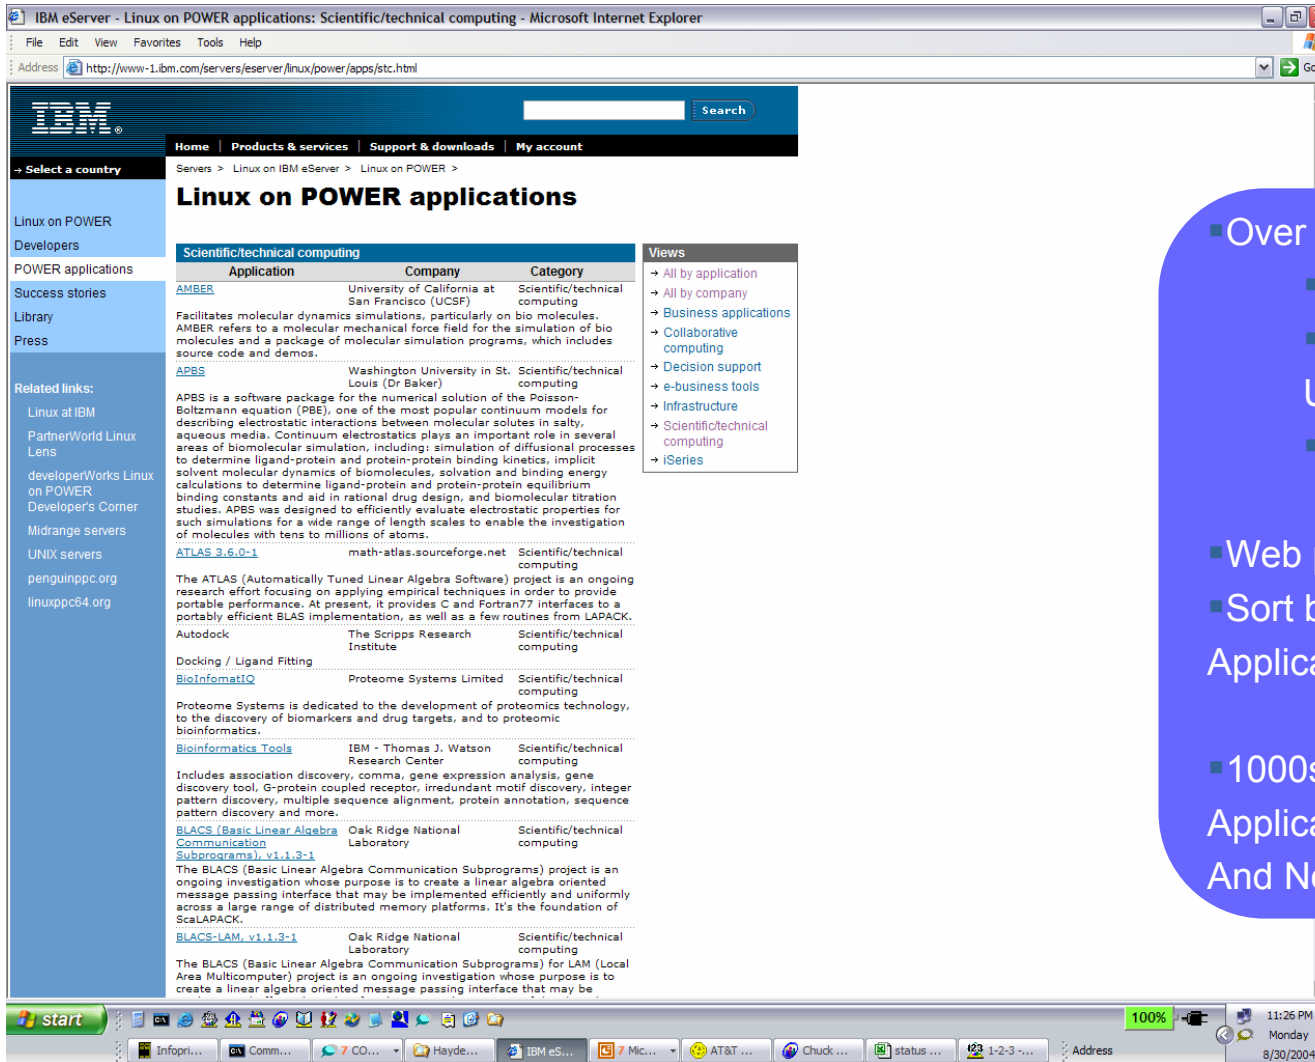 IBM eServer - Linux on POWER applications: Scientific/technical computing - Microsoft Internet Explorer
File Edit View Favorites Tools Help
Address http://www-1.ibm.com/servers/eserver/linux/power/apps/stc.html
IBM®
Search
Home | Products & services | Support & downloads | My account
→ Select a country
Servers > Linux on IBM eServer > Linux on POWER >
Linux on POWER applications
Linux on POWER
Developers
POWER applications
Success stories
Library
Press
Related links:
Linux at IBM
PartnerWorld Linux
Lens
developerWorks Linux
on POWER
Developer's Corner
Midrange servers
UNIX servers
penguinppc.org
linuxppc64.org
Scientific/technical computing
Application Company Category
AMBER University of California at Scientific/technical
San Francisco (UCSF) computing
Facilitates molecular dynamics simulations, particularly on bio molecules.
AMBER refers to a molecular mechanical force field for the simulation of bio
molecules and a package of molecular simulation programs, which includes
source code and demos.
APBS Washington University in St. Scientific/technical
Louis (Dr Baker) computing
APBS is a software package for the numerical solution of the Poisson-
Boltzmann equation (PBE), one of the most popular continuum models for
describing electrostatic interactions between molecular solutes in salty,
aqueous media. Continuum electrostatics plays an important role in several
areas of biomolecular simulation, including: simulation of diffusional processes
to determine ligand-protein and protein-protein binding kinetics, implicit
solvent molecular dynamics of biomolecules, solvation and binding energy
calculations to determine ligand-protein and protein-protein equilibrium
binding constants and aid in rational drug design, and biomolecular titration
studies. APBS was designed to efficiently evaluate electrostatic properties for
such simulations for a wide range of length scales to enable the investigation
of molecules with tens to millions of atoms.
ATLAS 3.6.0-1 math-atlas.sourceforge.net Scientific/technical
computing
The ATLAS (Automatically Tuned Linear Algebra Software) project is an ongoing
research effort focusing on applying empirical techniques in order to provide
portable performance. At present, it provides C and Fortran77 interfaces to a
portably efficient BLAS implementation, as well as a few routines from LAPACK.
Autodock The Scripps Research Scientific/technical
Institute computing
Docking / Ligand Fitting
BioInfomatIQ Proteome Systems Limited Scientific/technical
computing
Proteome Systems is dedicated to the development of proteomics technology,
to the discovery of biomarkers and drug targets, and to proteomic
bioinformatics.
Bioinformatics Tools IBM - Thomas J. Watson Scientific/technical
Research Center computing
Includes association discovery, comma, gene expression analysis, gene
discovery tool, G-protein coupled receptor, irredundant motif discovery, integer
pattern discovery, multiple sequence alignment, protein annotation, sequence
pattern discovery and more.
BLACS (Basic Linear Algebra Oak Ridge National Scientific/technical
Communication Laboratory computing
Subprograms), v1.1.3-1
The BLACS (Basic Linear Algebra Communication Subprograms) project is an
ongoing investigation whose purpose is to create a linear algebra oriented
message passing interface that may be implemented efficiently and uniformly
across a large range of distributed memory platforms. It's the foundation of
ScaLAPACK.
BLACS-LAM, v1.1.3-1 Oak Ridge National Scientific/technical
Laboratory computing
The BLACS (Basic Linear Algebra Communication Subprograms) for LAM (Local
Area Multicomputer) project is an ongoing investigation whose purpose is to
create a linear algebra oriented message passing interface that may be
Views
→ All by application
→ All by company
→ Business applications
→ Collaborative
computing
→ Decision support
→ e-business tools
→ Infrastructure
→ Scientific/technical
computing
→ iSeries
Over
Web
Sort
1000s
And
start
100%
11:26 PM
Monday
Infopri... Comm... 7 CO... Hayde... IBM eS... 7 Mic... AT&T ... Chuck ... status ... 1-2-3 -... Address
8/30/200